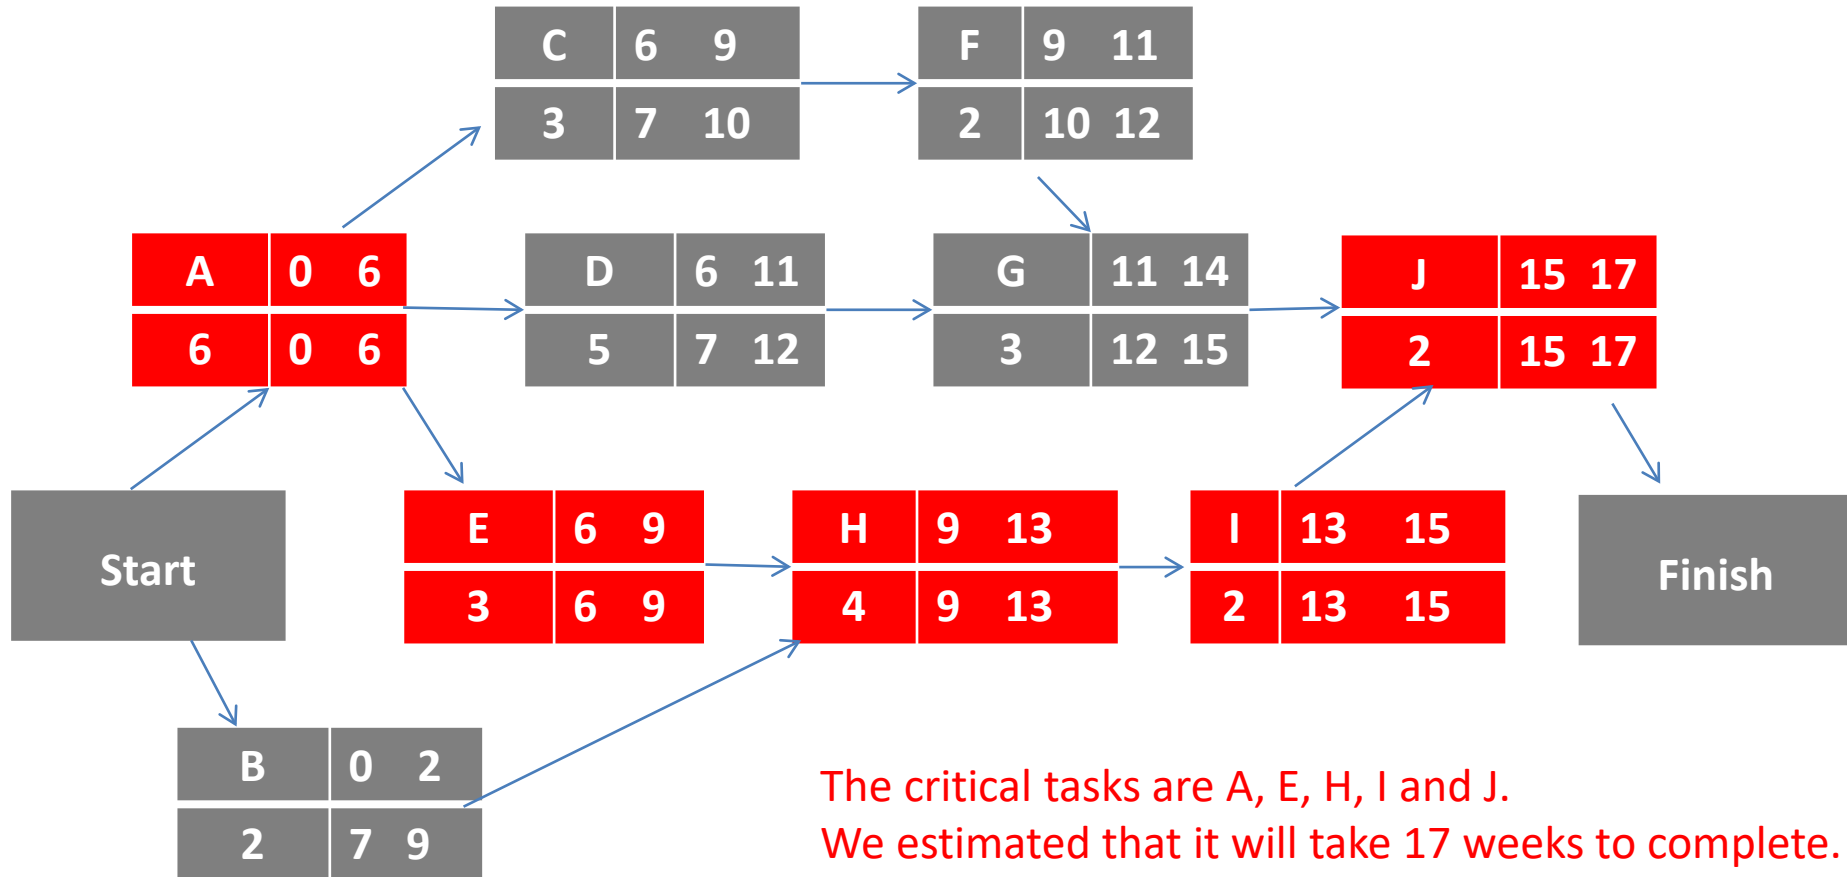 C 6 9
3 7 10
F 9 11
2 10 12
A 0 6
6 0 6
D 6 11
5 7 12
G 11 14
3 12 15
J 15 17
2 15 17
Start
E 6 9
3 6 9
H 9 13
4 9 13
I 13 15
2 13 15
Finish
B 0 2
2 7 9
The critical tasks are A, E, H, I and J.
We estimated that it will take 17 weeks to complete.